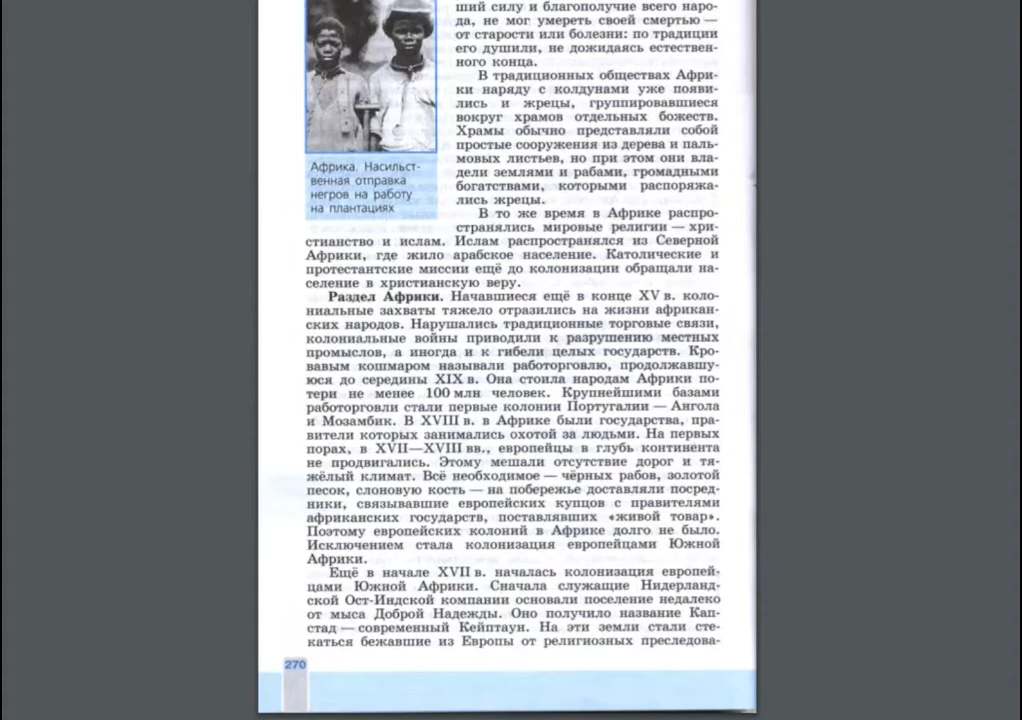 ший силу и благополучие всего наро-
да, не мог умереть своей смертью —
от старости или болезни: по традиции
его душили, не дожидаясь естествен-
ного конца.
В традиционных обществах Афри-
ки наряду с колдунами уже появи-
лись и жрецы, группировавшиеся
вокруг храмов отдельных божеств.
Храмы обычно представляли собой
простые сооружения из дерева и паль-
мовых листьев, но при этом они вла-
дели землями и рабами, громадными
богатствами, которыми распоряжа-
лись жрецы.
В то же время в Африке распро-
странялись мировые религии — хри-
стианство и ислам. Ислам распространялся из Северной
Африки, где жило арабское население. Католические и
протестантские миссии ещё до колонизации обращали на-
селение в христианскую веру.
Африка. Насильст-
венная отправка
негров на работу
на плантациях
Раздел Африки. Начавшиеся ещё в конце XV в. коло-
ниальные захваты тяжело отразились на жизни африкан-
ских народов. Нарушались традиционные торговые связи,
колониальные войны приводили к разрушению местных
промыслов, а иногда и к гибели целых государств. Кро-
вавым кошмаром называли работорговлю, продолжавшу-
юся до середины XIX в. Она стоила народам Африки по-
тери не менее 100 млн человек. Крупнейшими базами
работорговли стали первые колонии Португалии — Ангола
и Мозамбик. В XVIII в. в Африке были государства, пра-
вители которых занимались охотой за людьми. На первых
порах, в XVII—XVIII вв., европейцы в глубь континента
не продвигались. Этому мешали отсутствие дорог и тя-
жёлый климат. Всё необходимое — чёрных рабов, золотой
песок, слоновую кость — на побережье доставляли посред-
ники, связывавшие европейских купцов с правителями
африканских государств, поставлявших «живой товар».
Поэтому европейских колоний в Африке долго не было.
Исключением стала колонизация европейцами Южной
Африки.
Ещё в начале XVII в. началась колонизация европей-
цами Южной Африки. Сначала служащие Нидерланд-
ской Ост-Индской компании основали поселение недалеко
от мыса Доброй Надежды. Оно получило название Кап-
стад — современный Кейптаун. На эти земли стали сте-
каться бежавшие из Европы от религиозных преследова-
270